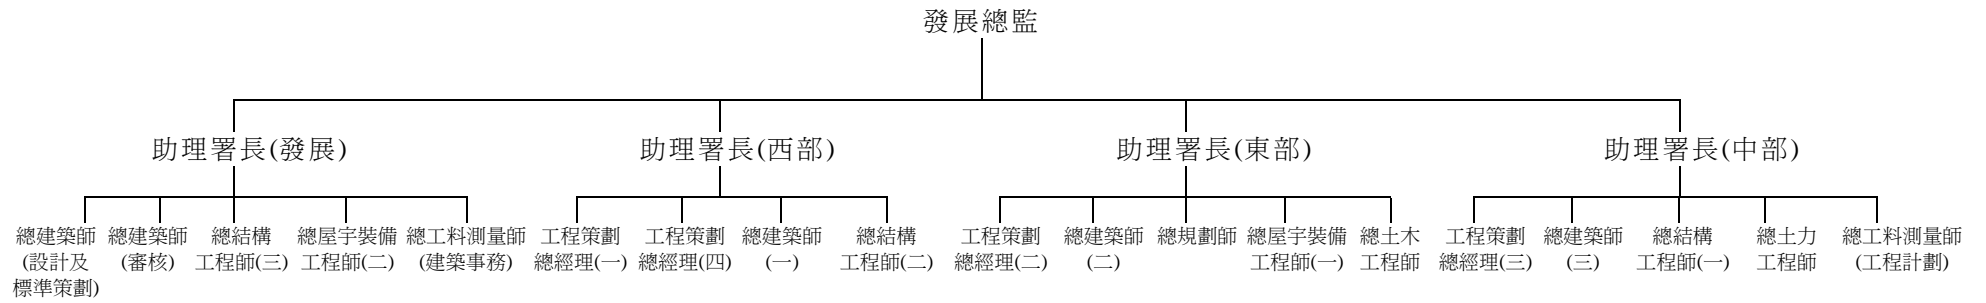 發展總監
助理署長(發展)
助理署長(西部)
助理署長(東部)
助理署長(中部)
總建築師
(設計及
標準策劃)
總建築師
(審核)
總結構
工程師(三)
總屋宇裝備
工程師(二)
總工料測量師
(建築事務)
工程策劃
總經理(一)
工程策劃
總經理(四)
總建築師
(一)
總結構
工程師(二)
工程策劃
總經理(二)
總建築師
(二)
總規劃師
總屋宇裝備
工程師(一)
總土木
工程師
工程策劃
總經理(三)
總建築師
(三)
總結構
工程師(一)
總土力
工程師
總工料測量師
(工程計劃)